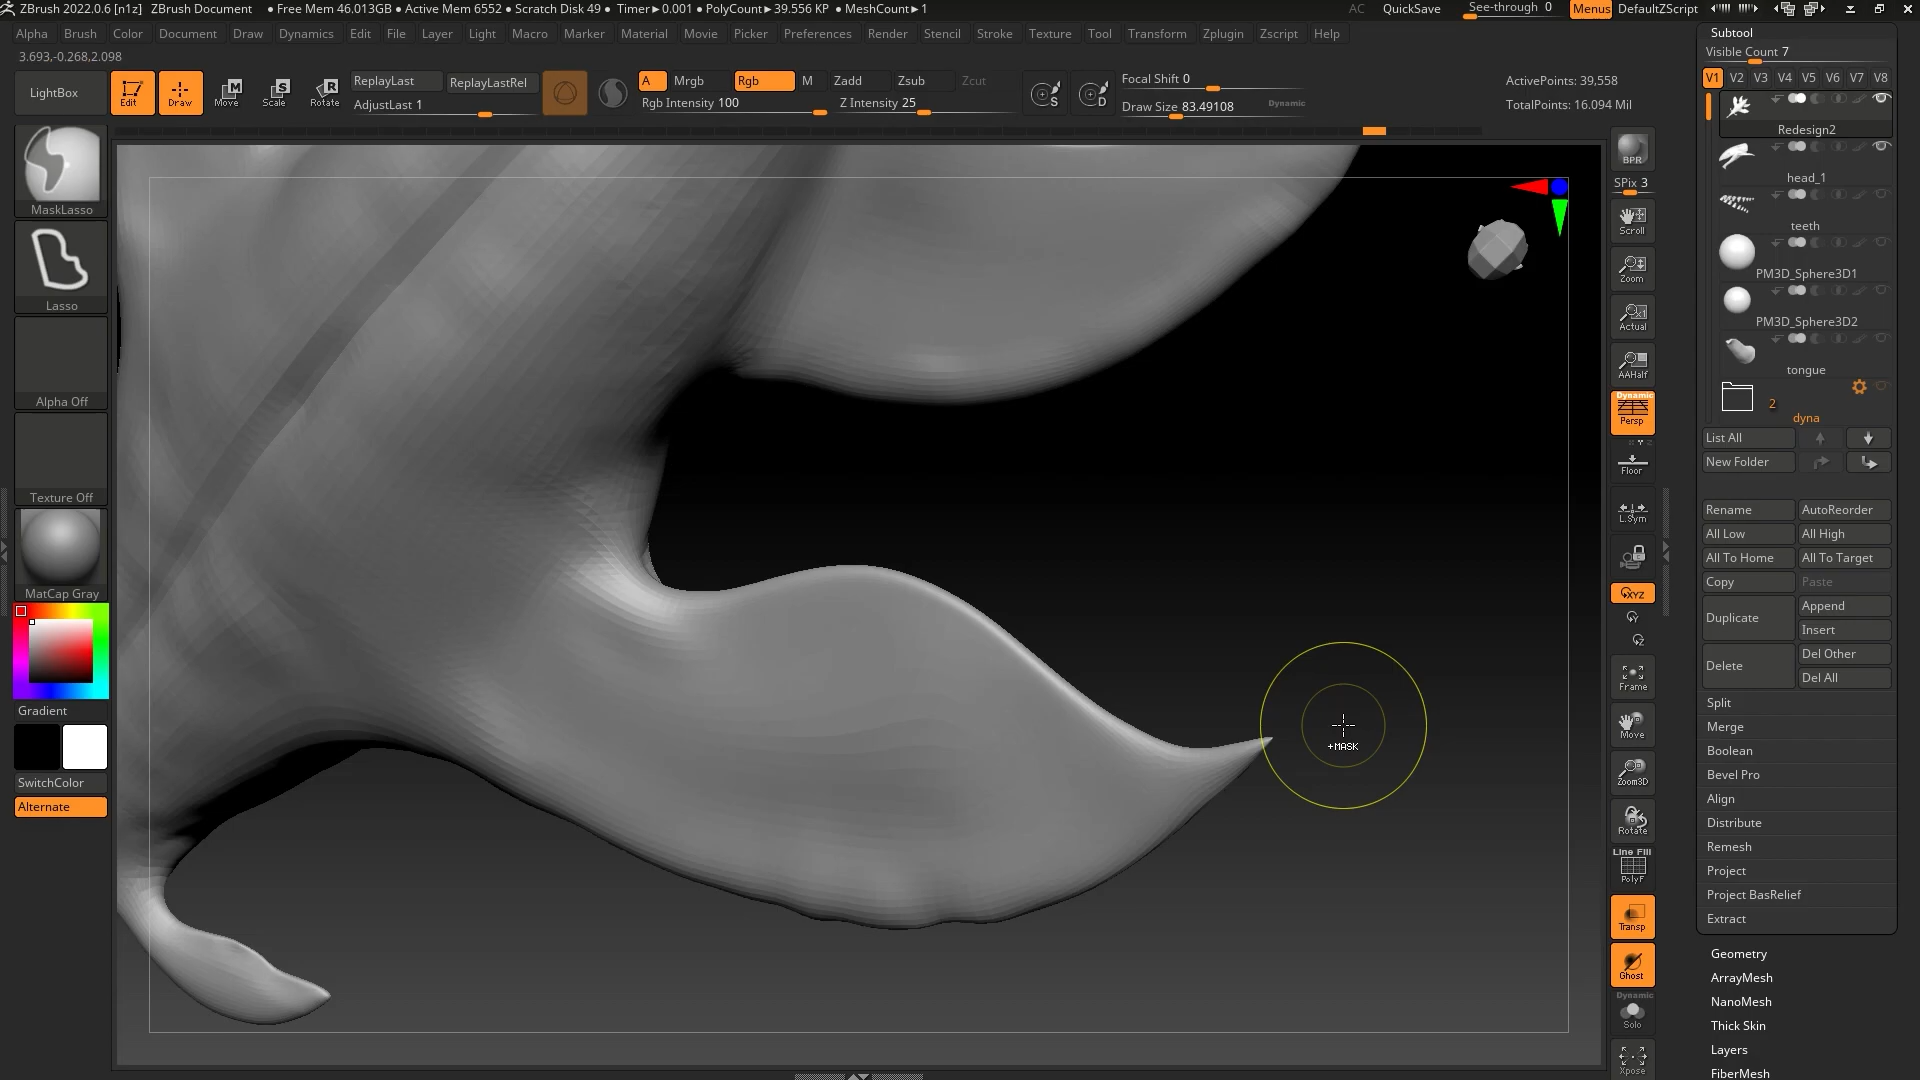 ZBrush 2022.0.6 [n1z] ZBrush Document • Free Mem 46.013GB • Active Mem 6552 • Scratch Disk 49 • Timer►0.001 • PolyCount►39.556 KP • MeshCount►1 AC QuickSave See-through 0 Menus DefaultZScript
Alpha Brush Color Document Draw Dynamics Edit File Layer Light Macro Marker Material Movie Picker Preferences Render Stencil Stroke Texture Tool Transform Zplugin Zscript Help
3.693,-0.268,2.098
LightBox
Edit
Draw
Move
Scale
Rotate
ReplayLast
ReplayLastRel
AdjustLast 1
A
Mrgb
Rgb
M
Zadd
Zsub
Zcut
Rgb Intensity 100
Z Intensity 25
S
D
Focal Shift 0
Draw Size 83.49108
Dynamic
ActivePoints: 39,558
TotalPoints: 16.094 Mil
MaskLasso
Lasso
Alpha Off
Texture Off
MatCap Gray
Gradient
SwitchColor
Alternate
+MASK
BPR
SPix 3
Scroll
Zoom
Actual
AAHalf
Dynamic
Persp
Floor
L.Sym
XYZ
Y
Z
Frame
Move
Zoom3D
Rotate
Line Fill
PolyF
Transp
Ghost
Dynamic
Solo
Xpose
Subtool
Visible Count 7
V1 V2 V3 V4 V5 V6 V7 V8
Redesign2
head_1
teeth
PM3D_Sphere3D1
PM3D_Sphere3D2
tongue
2
dyna
List All
New Folder
Rename AutoReorder
All Low All High
All To Home All To Target
Copy Paste
Duplicate Append
Insert
Delete Del Other
Del All
Split
Merge
Boolean
Bevel Pro
Align
Distribute
Remesh
Project
Project BasRelief
Extract
Geometry
ArrayMesh
NanoMesh
Thick Skin
Layers
FiberMesh